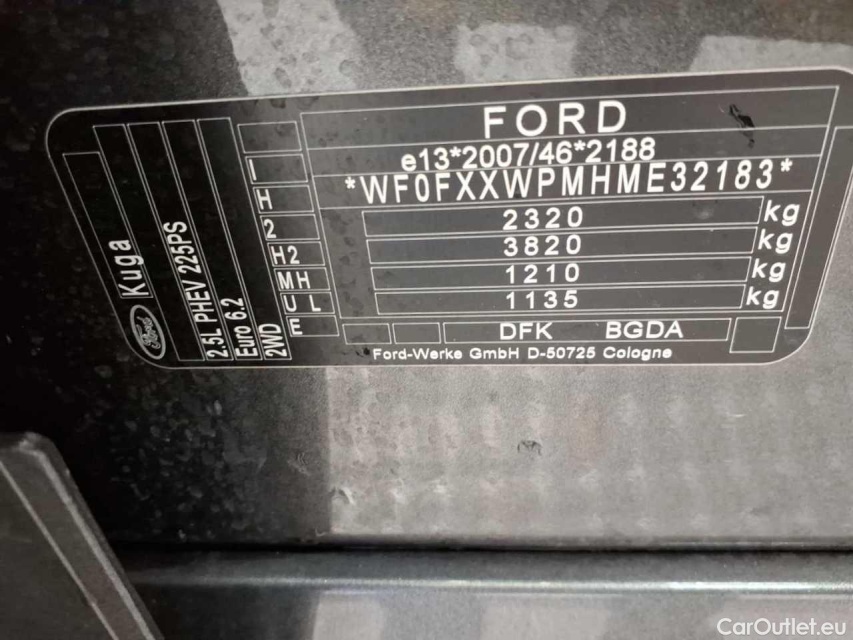 FORD
e13*2007/46*2188
*WF0FXXWPMHME32183*
2320 kg
3820 kg
1210 kg
1135 kg
DFK BGDA
Ford-Werke GmbH D-50725 Cologne
Ford
Kuga
2.5L PHEV 225PS
Euro 6.2
2WD
I
H
2
H2
MH
U L
E
CarOutlet.eu